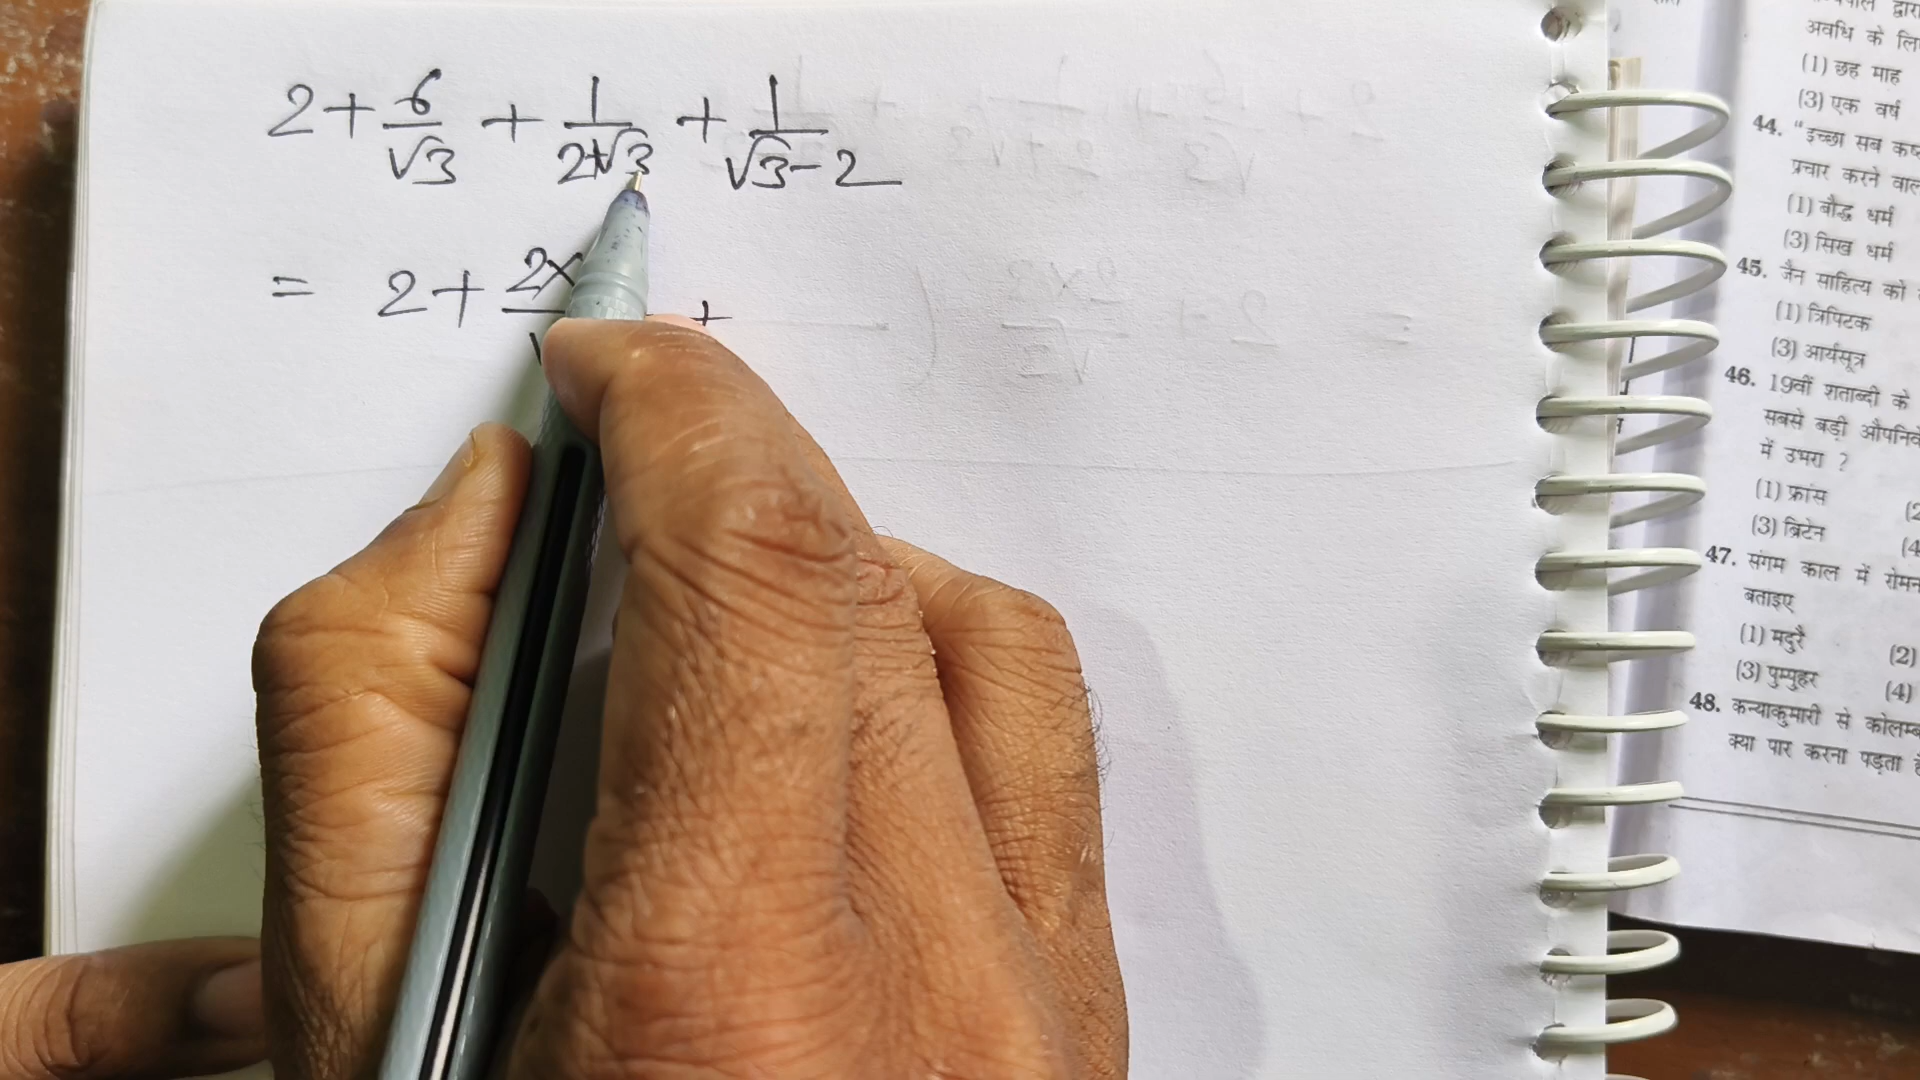 2 + 6/√3 + 1/2+√3 + 1/√3-2
= 2 + 2× +
द्वारा
अवधि के
(1) छह माह
(3) एक वर्ष
44. "इच्छा सब
प्रचार करने
(1) बौद्ध धर्म
(3) सिख धर्म
45. जैन साहित्य को
(1) त्रिपिटक
(3) आर्यसूत्र
46. 19वीं शताब्दी के
सबसे बड़ी
में उभरा ?
(1) फ्रांस
(3) ब्रिटेन
47. संगम काल में
बताइए
(1) मदुरै (2)
(3) पुम्पुहर (4)
48. कन्याकुमारी से
क्या पार करना पड़ता